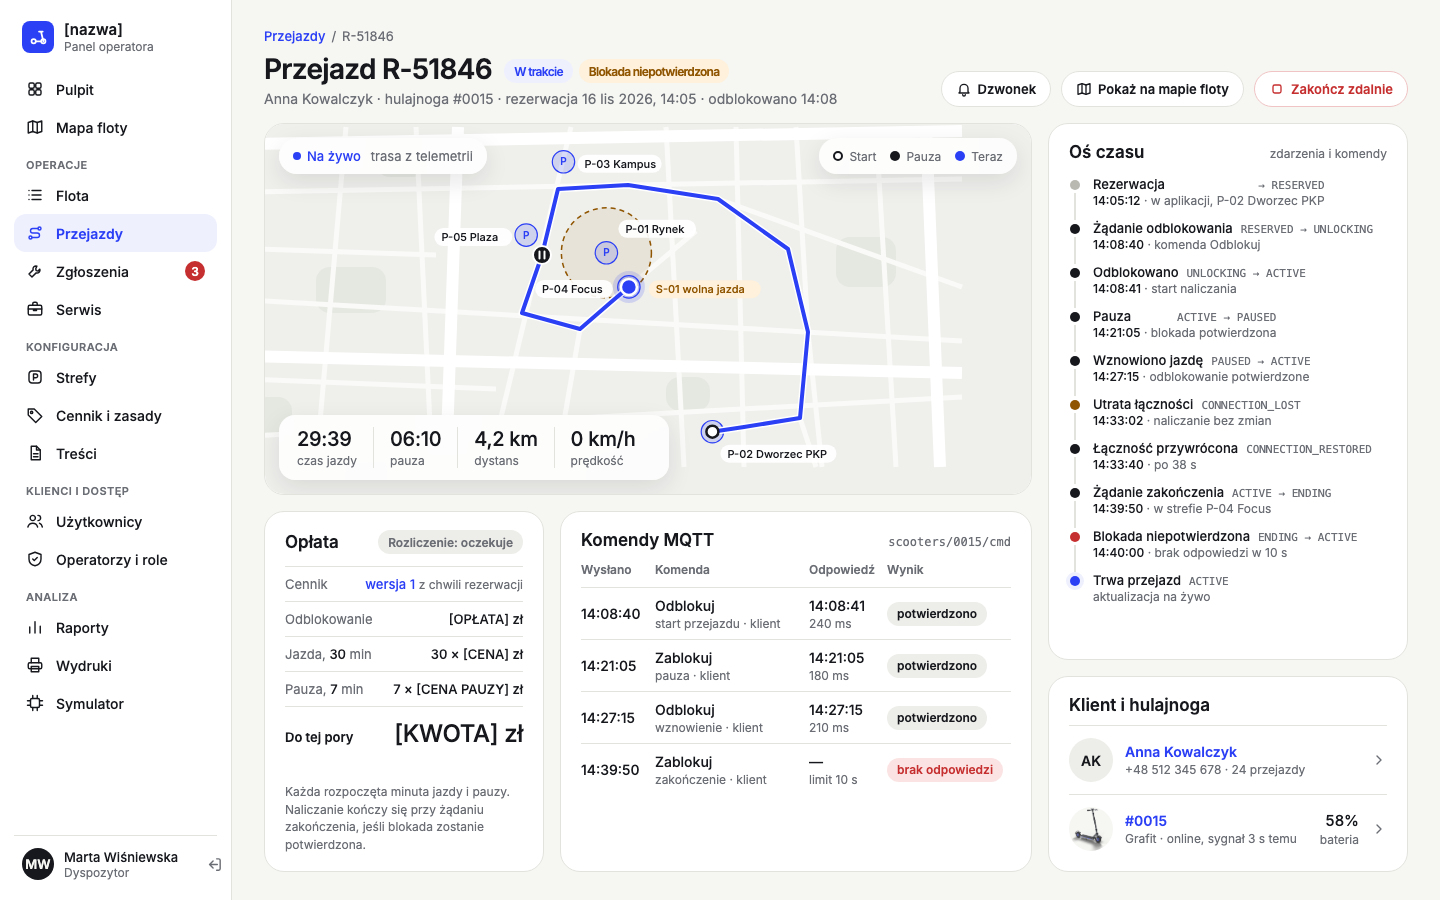 [nazwa]
Panel operatora
Pulpit
Mapa floty
OPERACJE
Flota
Przejazdy
Zgłoszenia 3
Serwis
KONFIGURACJA
Strefy
Cennik i zasady
Treści
KLIENCI I DOSTĘP
Użytkownicy
Operatorzy i role
ANALIZA
Raporty
Wydruki
Symulator
MW
Marta Wiśniewska
Dyspozytor
Przejazdy / R-51846
Przejazd R-51846 W trakcie Blokada niepotwierdzona
Anna Kowalczyk · hulajnoga #0015 · rezerwacja 16 lis 2026, 14:05 · odblokowano 14:08
Dzwonek
Pokaż na mapie floty
Zakończ zdalnie
Na żywo trasa z telemetrii
Start Pauza Teraz
P P-03 Kampus
P-01 Rynek
P-05 Plaza P
P
P-04 Focus
S-01 wolna jazda
P-02 Dworzec PKP
29:39
czas jazdy
06:10
pauza
4,2 km
dystans
0 km/h
prędkość
Opłata Rozliczenie: oczekuje
Cennik wersja 1 z chwili rezerwacji
Odblokowanie [OPŁATA] zł
Jazda, 30 min 30 × [CENA] zł
Pauza, 7 min 7 × [CENA PAUZY] zł
Do tej pory [KWOTA] zł
Każda rozpoczęta minuta jazdy i pauzy.
Naliczanie kończy się przy żądaniu
zakończenia, jeśli blokada zostanie
potwierdzona.
Komendy MQTT scooters/0015/cmd
Wysłano Komenda Odpowiedź Wynik
14:08:40 Odblokuj 14:08:41 potwierdzono
start przejazdu · klient 240 ms
14:21:05 Zablokuj 14:21:05 potwierdzono
pauza · klient 180 ms
14:27:15 Odblokuj 14:27:15 potwierdzono
wznowienie · klient 210 ms
14:39:50 Zablokuj — brak odpowiedzi
zakończenie · klient limit 10 s
Oś czasu zdarzenia i komendy
Rezerwacja → RESERVED
14:05:12 · w aplikacji, P-02 Dworzec PKP
Żądanie odblokowania RESERVED → UNLOCKING
14:08:40 · komenda Odblokuj
Odblokowano UNLOCKING → ACTIVE
14:08:41 · start naliczania
Pauza ACTIVE → PAUSED
14:21:05 · blokada potwierdzona
Wznowiono jazdę PAUSED → ACTIVE
14:27:15 · odblokowanie potwierdzone
Utrata łączności CONNECTION_LOST
14:33:02 · naliczanie bez zmian
Łączność przywrócona CONNECTION_RESTORED
14:33:40 · po 38 s
Żądanie zakończenia ACTIVE → ENDING
14:39:50 · w strefie P-04 Focus
Blokada niepotwierdzona ENDING → ACTIVE
14:40:00 · brak odpowiedzi w 10 s
Trwa przejazd ACTIVE
aktualizacja na żywo
Klient i hulajnoga
AK
Anna Kowalczyk
+48 512 345 678 · 24 przejazdy
#0015
Grafit · online, sygnał 3 s temu
58%
bateria